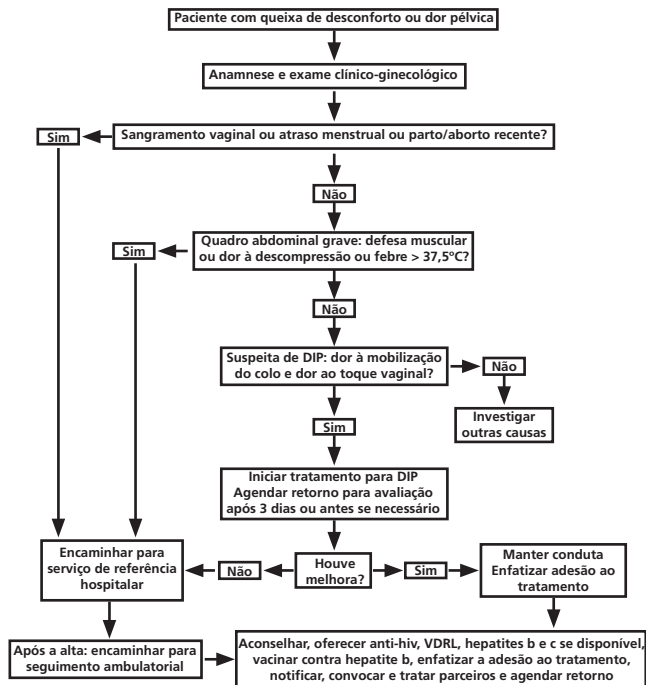 Paciente com queixa de desconforto ou dor pélvica
Anamnese e exame clínico-ginecológico
Sim
Sangramento vaginal ou atraso menstrual ou parto/aborto recente?
Não
Sim
Quadro abdominal grave: defesa muscular
ou dor à descompressão ou febre > 37,5ºC?
Não
Suspeita de DIP: dor à mobilização
do colo e dor ao toque vaginal?
Não
Sim
Investigar
outras causas
Iniciar tratamento para DIP
Agendar retorno para avaliação
após 3 dias ou antes se necessário
Encaminhar para
serviço de referência
hospitalar
Não
Houve
melhora?
Sim
Manter conduta
Enfatizar adesão ao
tratamento
Após a alta: encaminhar para
seguimento ambulatorial
Aconselhar, oferecer anti-hiv, VDRL, hepatites b e c se disponível,
vacinar contra hepatite b, enfatizar a adesão ao tratamento,
notificar, convocar e tratar parceiros e agendar retorno